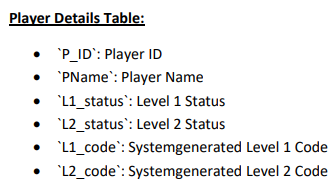 Player Details Table:
• `P_ID`: Player ID
• `PName`: Player Name
• `L1_status`: Level 1 Status
• `L2_status`: Level 2 Status
• `L1_code`: Systemgenerated Level 1 Code
• `L2_code`: Systemgenerated Level 2 Code